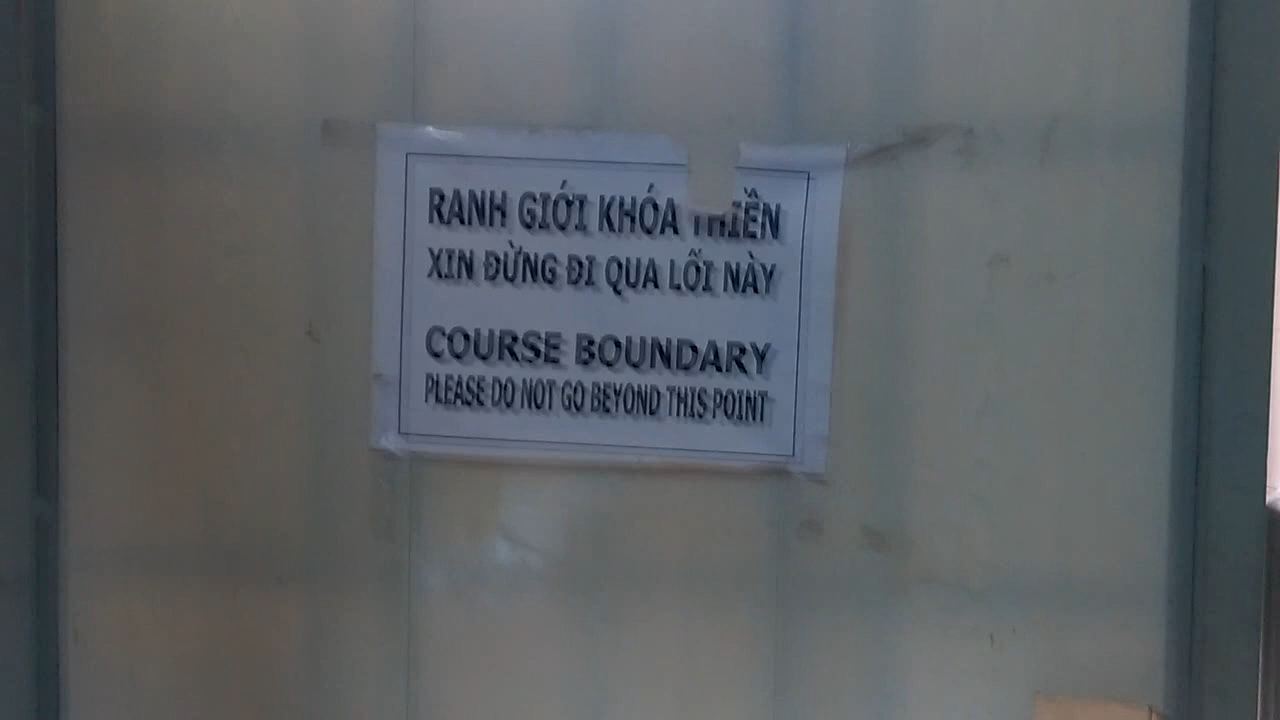 RANH GIỚI KHÓA THIỀN
XIN ĐỪNG ĐI QUA LỐI NÀY
COURSE BOUNDARY
PLEASE DO NOT GO BEYOND THIS POINT